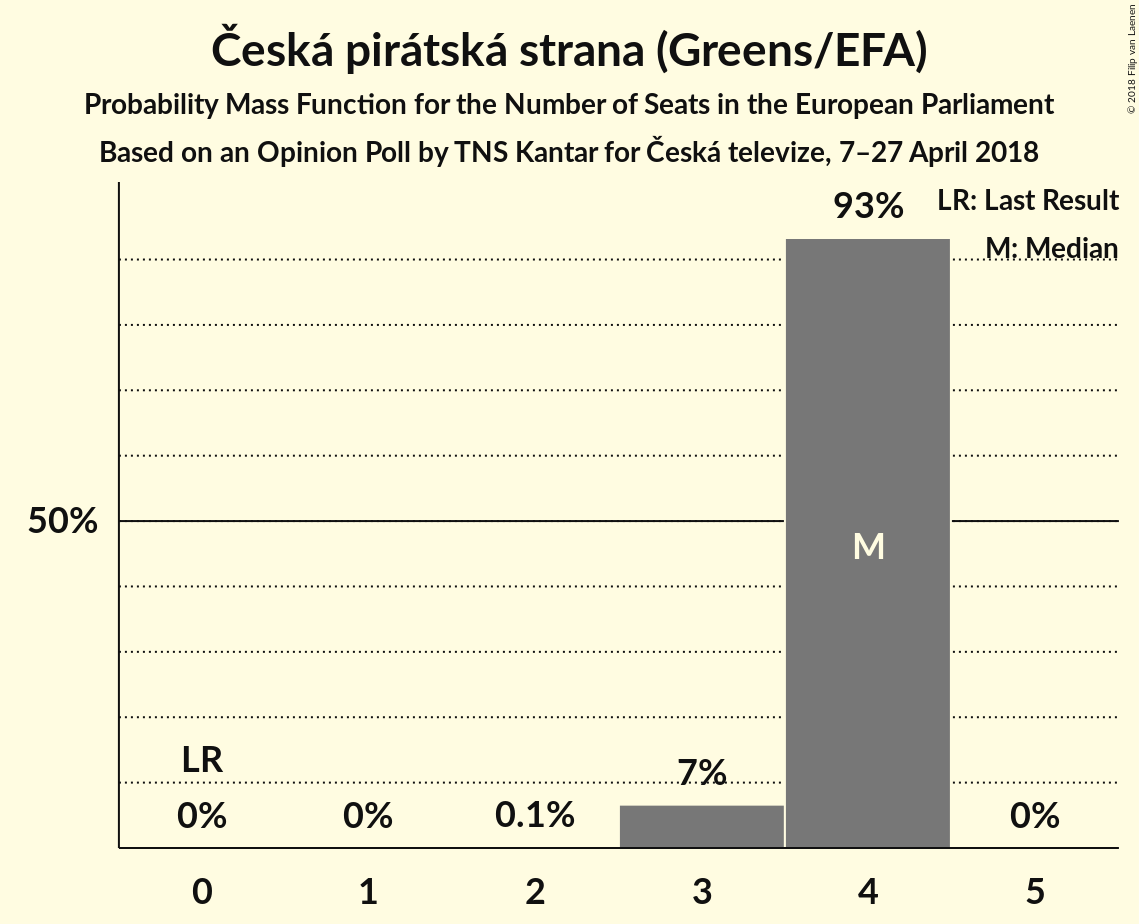 Česká pirátská strana (Greens/EFA)
Probability Mass Function for the Number of Seats in the European Parliament
Based on an Opinion Poll by TNS Kantar for Česká televize, 7–27 April 2018
© 2018 Filip van Laenen
LR: Last Result
M: Median
93%
50%
M
LR
7%
0% 0% 0.1% 0%
0 1 2 3 4 5